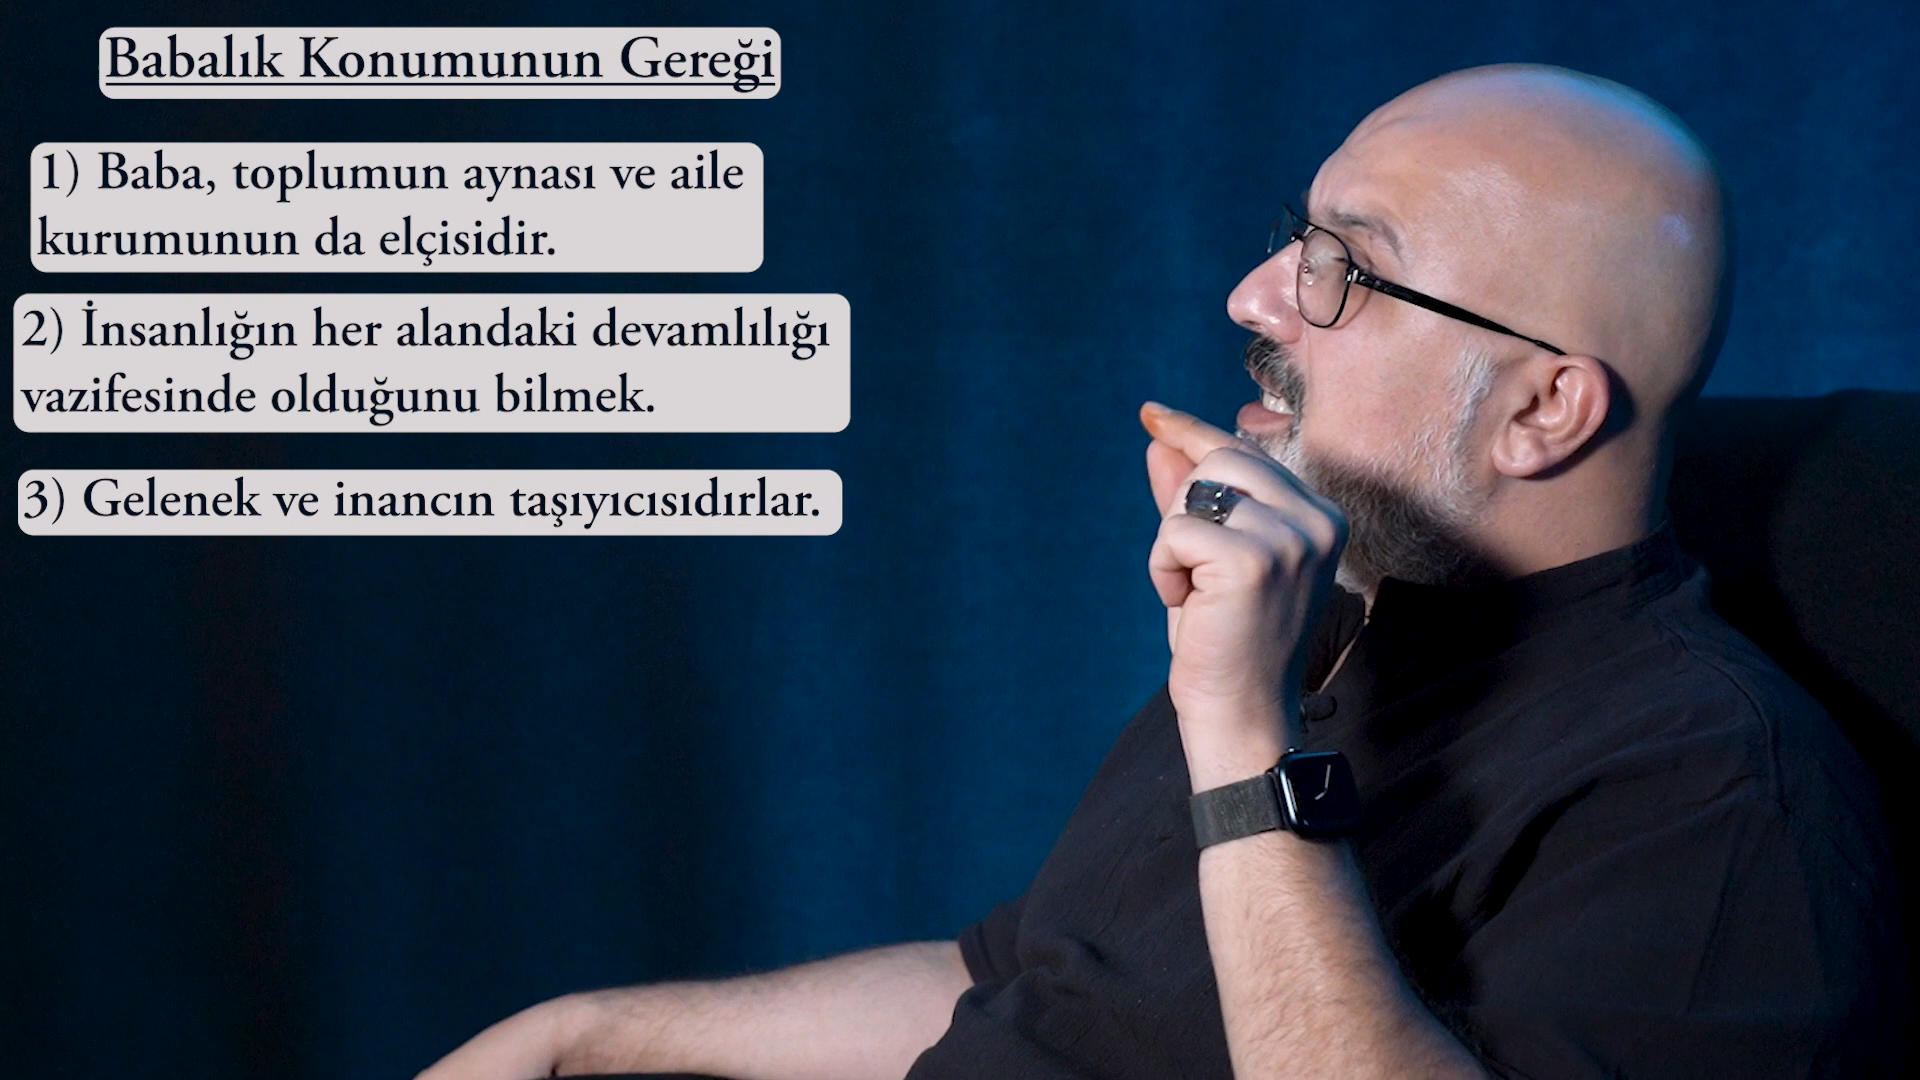 Babalık Konumunun Gereği
1) Baba, toplumun aynası ve aile
kurumunun da elçisidir.
2) İnsanlığın her alandaki devamlılığı
vazifesinde olduğunu bilmek.
3) Gelenek ve inancın taşıyıcısıdırlar.